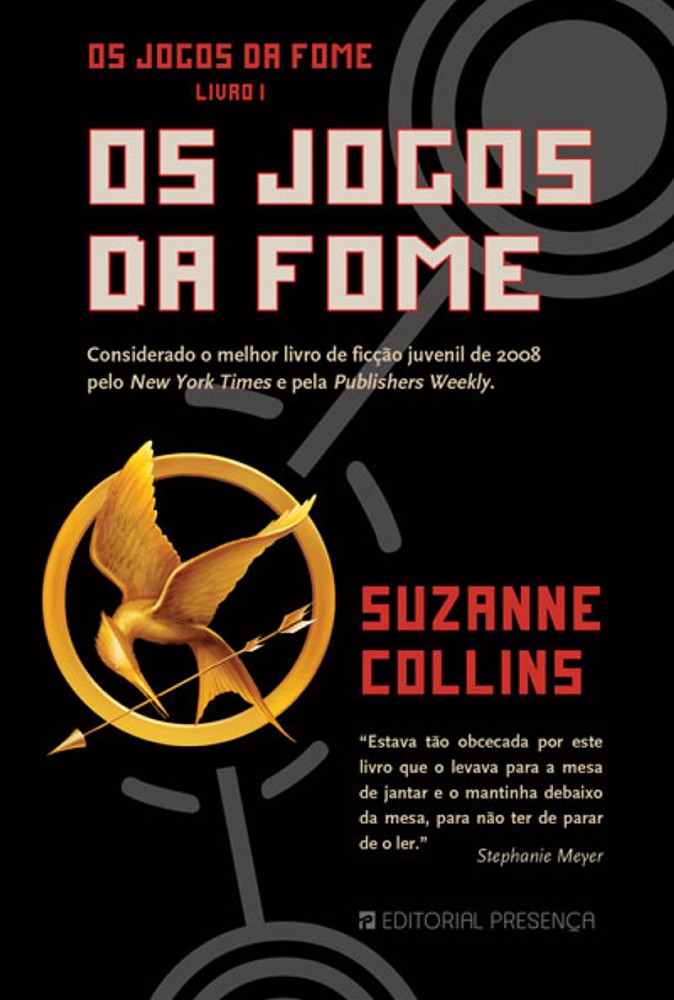 OS JOGOS DA FOME
LIVRO I
OS JOGOS
DA FOME
Considerado o melhor livro de ficção juvenil de 2008
pelo New York Times e pela Publishers Weekly.
SUZANNE
COLLINS
“Estava tão obcecada por este
livro que o levava para a mesa
de jantar e o mantinha debaixo
da mesa, para não ter de parar
de o ler.”
Stephanie Meyer
EDITORIAL PRESENÇA